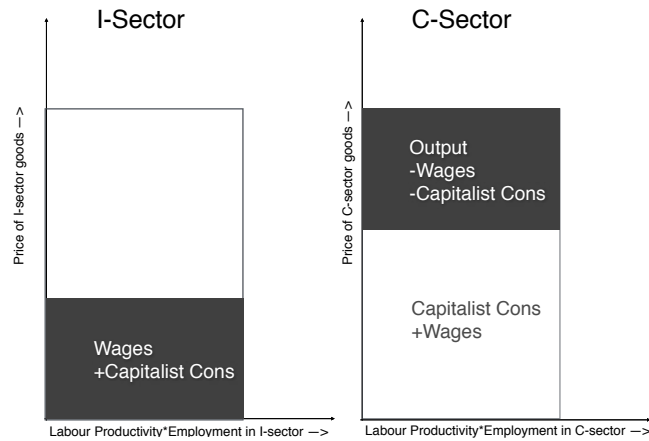 I-Sector
Price of I-sector goods —>
Wages
+Capitalist Cons
Labour Productivity*Employment in I-sector —>
C-Sector
Price of C-sector goods —>
Output
-Wages
-Capitalist Cons
Capitalist Cons
+Wages
Labour Productivity*Employment in C-sector —>